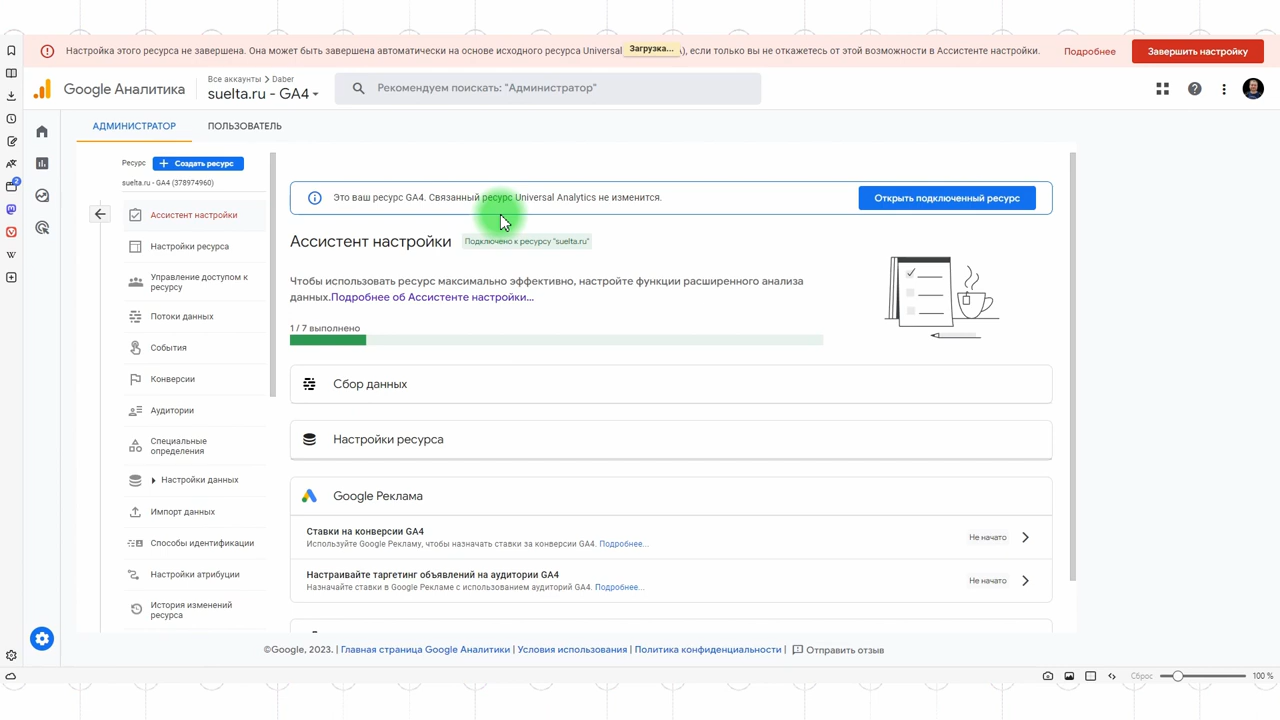 Настройка этого ресурса не завершена. Она может быть завершена автоматически на основе исходного ресурса Universal
Загрузка...
), если только вы не откажетесь от этой возможности в Ассистенте настройки.
Подробнее
Завершить настройку
Google Аналитика
Все аккаунты > Daber
suelta.ru - GA4
Рекомендуем поискать: "Администратор"
АДМИНИСТРАТОР
ПОЛЬЗОВАТЕЛЬ
Ресурс
+ Создать ресурс
suelta.ru - GA4 (378974960)
Ассистент настройки
Настройки ресурса
Управление доступом к
ресурсу
Потоки данных
События
Конверсии
Аудитории
Специальные
определения
Настройки данных
Импорт данных
Способы идентификации
Настройки атрибуции
История изменений
ресурса
Это ваш ресурс GA4. Связанный ресурс Universal Analytics не изменится.
Открыть подключенный ресурс
Ассистент настройки
Подключено к ресурсу "suelta.ru"
Чтобы использовать ресурс максимально эффективно, настройте функции расширенного анализа
данных.Подробнее об Ассистенте настройки...
1 / 7 выполнено
Сбор данных
Настройки ресурса
Google Реклама
Ставки на конверсии GA4
Используйте Google Рекламу, чтобы назначать ставки за конверсии GA4. Подробнее...
Не начато
Настраивайте таргетинг объявлений на аудитории GA4
Назначайте ставки в Google Рекламе с использованием аудиторий GA4. Подробнее...
Не начато
©Google, 2023. | Главная страница Google Аналитики | Условия использования | Политика конфиденциальности | Отправить отзыв
2
W
Сброс
100 %